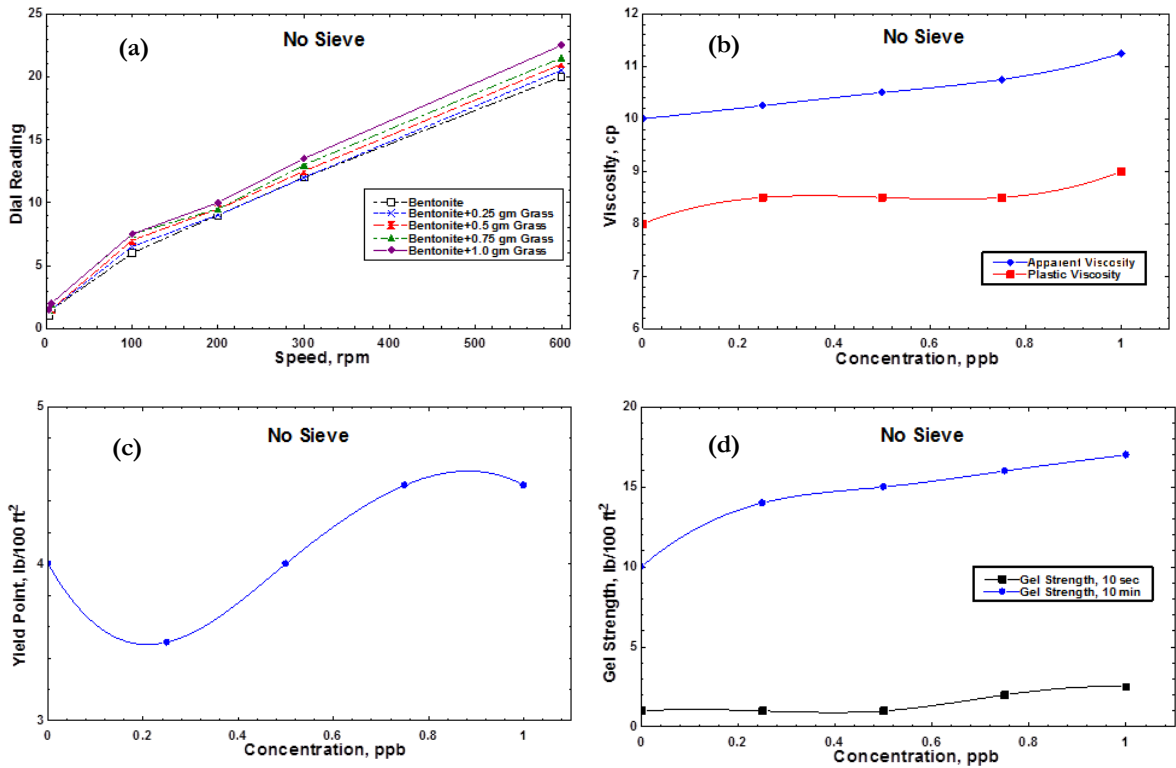 (a)
No Sieve
25
20
15
10
5
0
Dial Reading
Bentonite
Bentonite+0.25 gm Grass
Bentonite+0.5 gm Grass
Bentonite+0.75 gm Grass
Bentonite+1.0 gm Grass
0 100 200 300 400 500 600
Speed, rpm
(b)
No Sieve
12
11
10
9
8
7
6
Viscosity, cp
Apparent Viscosity
Plastic Viscosity
0 0.2 0.4 0.6 0.8 1
Concentration, ppb
(c)
No Sieve
5
4
3
Yield Point, lb/100 ft²
0 0.2 0.4 0.6 0.8 1
Concentration, ppb
(d)
No Sieve
20
15
10
5
0
Gel Strength, lb/100 ft²
Gel Strength, 10 sec
Gel Strength, 10 min
0 0.2 0.4 0.6 0.8 1
Concentration, ppb